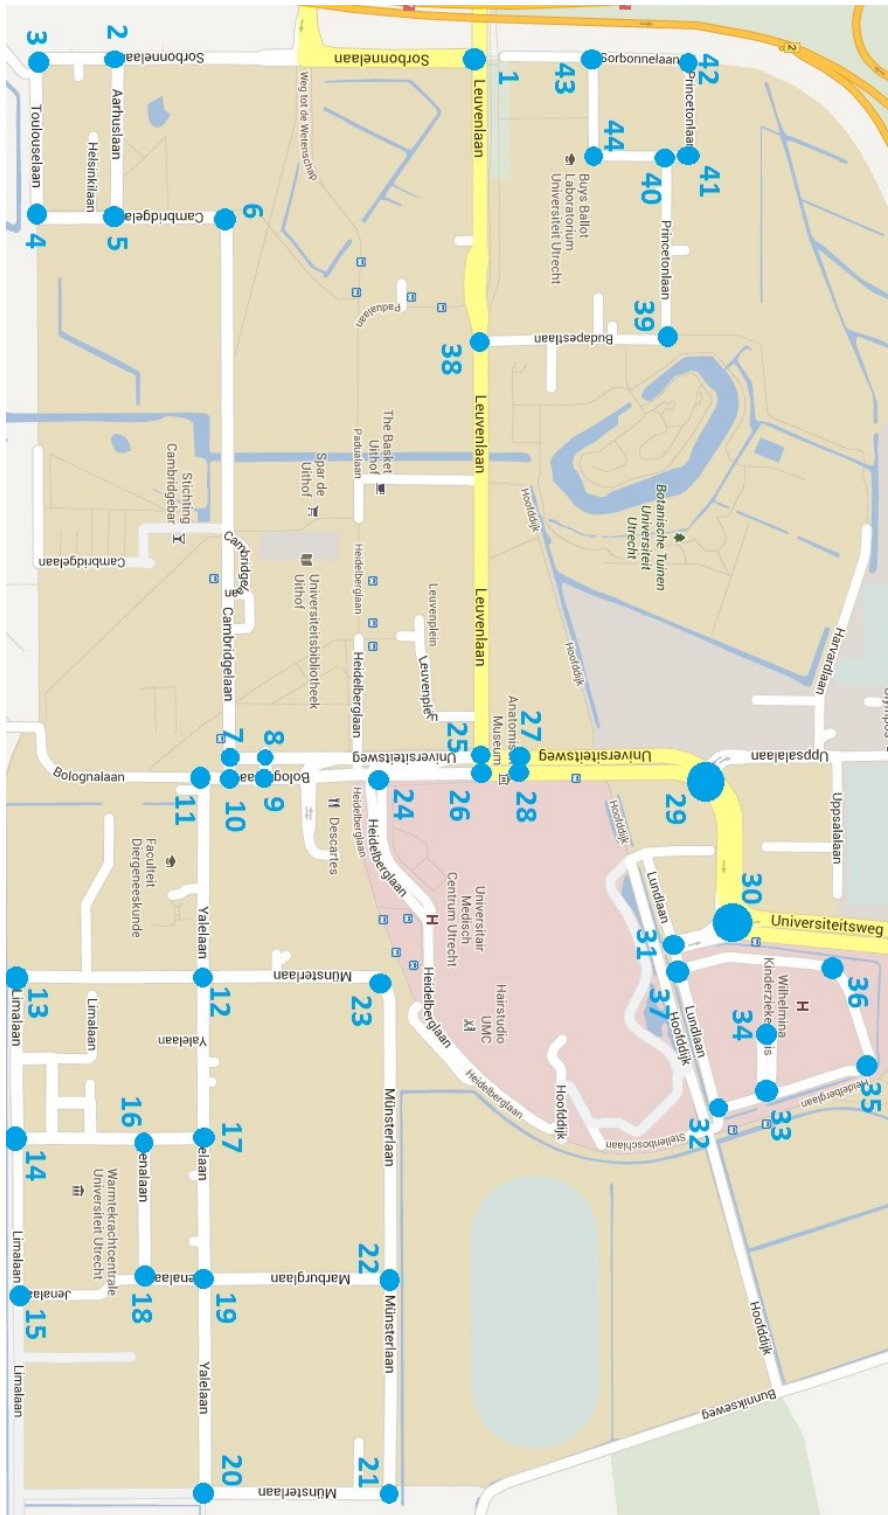 2
3
2
Sorbonnelaan
Sorbonnelaan
1
43
Sorbonnelaan
42
Toulouselaan
Aarhuslaan
Helsinkilaan
Weg tot de Wetenschap
Leuvenlaan
44
Princetonlaan
40
41
Buys Ballot
Laboratorium
Universiteit Utrecht
4
5
6
Princetonlaan
Padualaan
38
Budapestlaan
39
Leuvenlaan
The Basket
Uithof
Padualaan
Spar de
Uithof
Stichting
Cambridgebar
Hoofddijk
Botanische Tuinen
Universiteit
Utrecht
Cambridgelaan
Universiteitsbibliotheek
Uithof
Heidelberglaan
Leuvenplein
Leuvenlaan
Harvardlaan
Cambridgelaan
Heidelberglaan
Hoofddijk
Anatomisch
Museum
7
8
25
27
Universiteitsweg
Universiteitsweg
Uppsalalaan
Bolognalaan
11
10
9
24
26
28
29
Heidelberglaan
Hoofddijk
Uppsalalaan
Descartes
Heidelberglaan
Faculteit
Diergeneeskunde
Yalelaan
Universitair
Medisch
Centrum Utrecht
H
Lundlaan
30
31
Universiteitsweg
13
12
23
37
36
Limalaan
Münsterlaan
Heidelberglaan
Hairstudio
UMC
Wilhelmina
H
34
35
Limalaan
Yalelaan
Lundlaan
Hoofddijk
Heidelberglaan
Hoofddijk
Heidelberglaan
Münsterlaan
33
32
Stellenboschlaan
14
16
17
Warmtekrachtcentrale
Universiteit Utrecht
Limalaan
15
18
19
Marburglaan
22
Hoofddijk
Limalaan
Yalelaan
Münsterlaan
Bunnikseweg
20
Münsterlaan
21